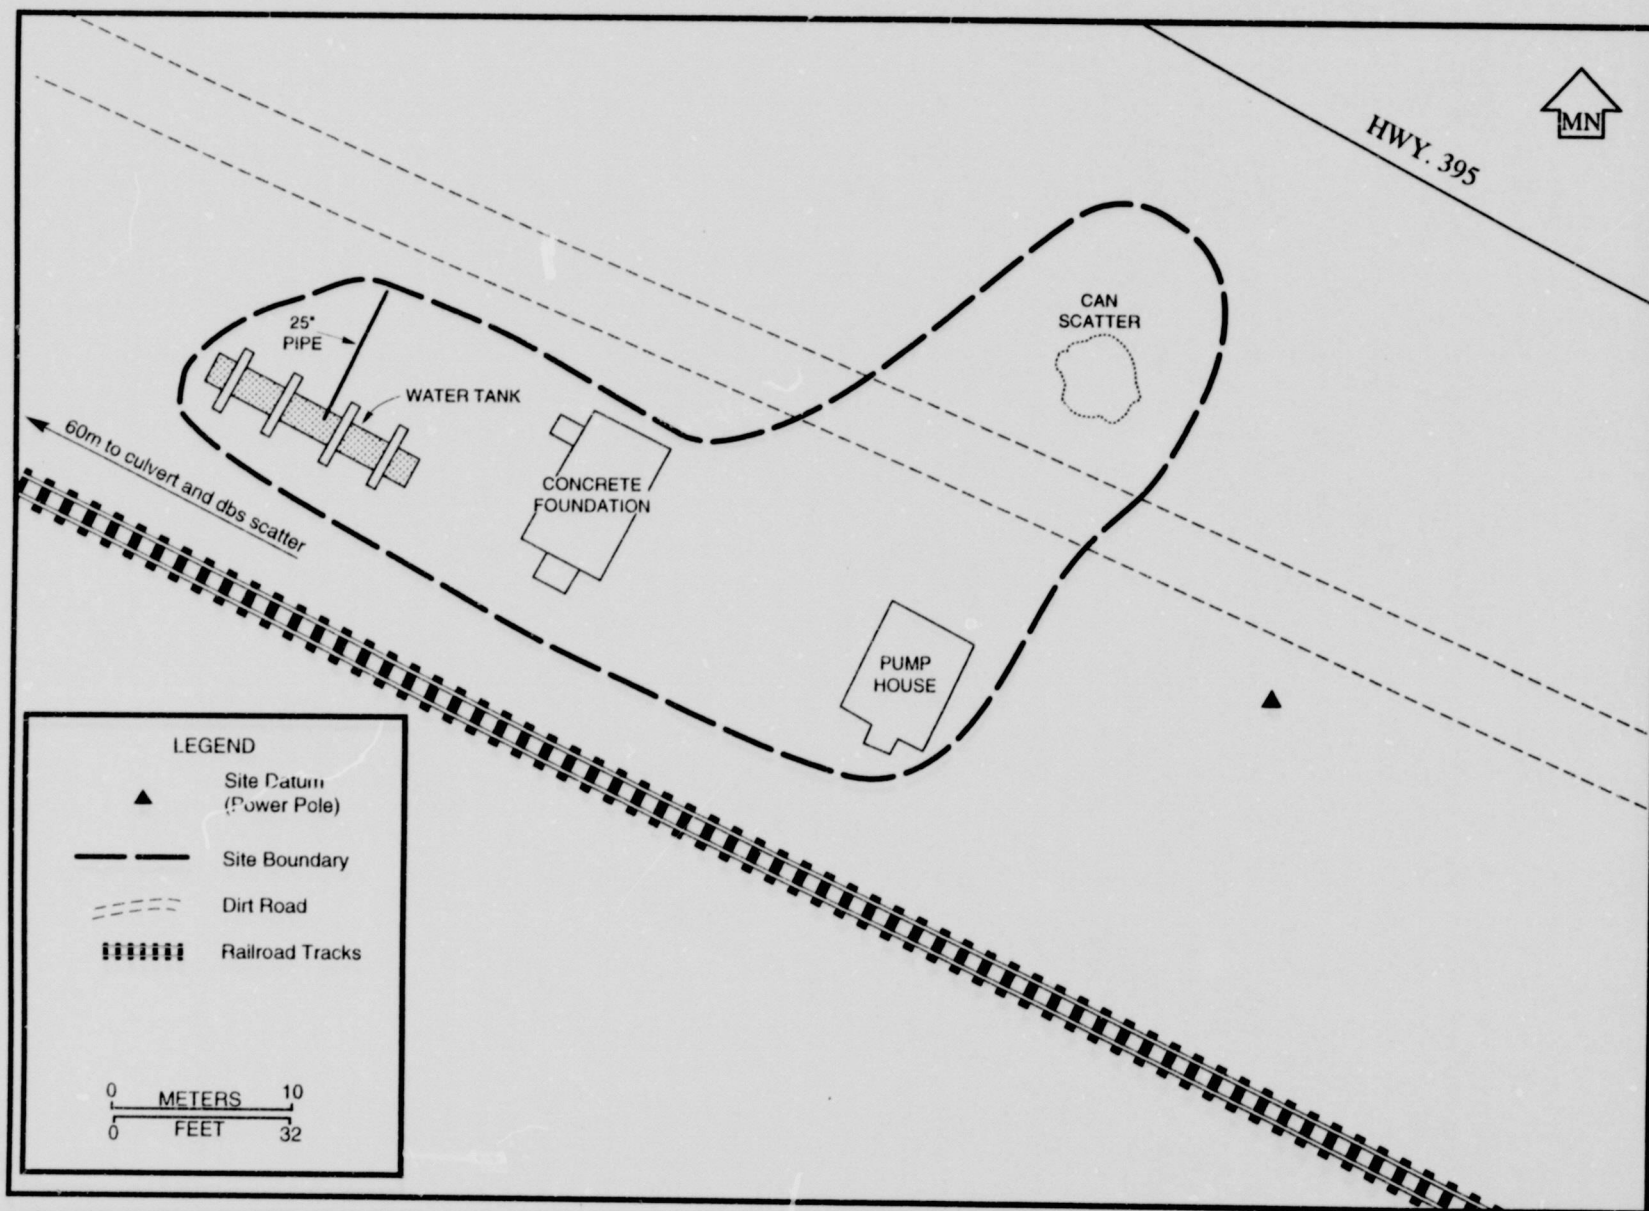 HWY. 395
MN
CAN
SCATTER
25"
PIPE
WATER TANK
60m to culvert and dbs scatter
CONCRETE
FOUNDATION
PUMP
HOUSE
LEGEND
Site Datum
(Power Pole)
Site Boundary
Dirt Road
Railroad Tracks
0 METERS 10
0 FEET 32